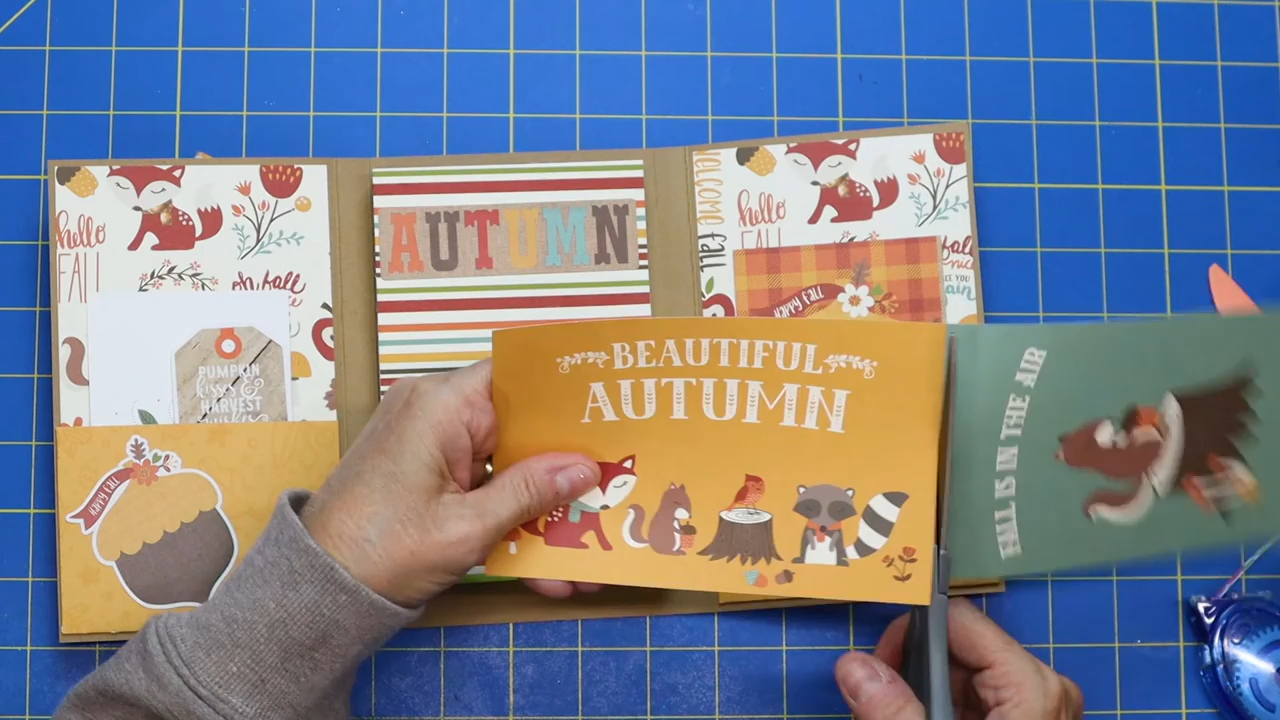 hello
FALL
oh fall
PUMPKIN
kisses &
HARVEST
HAPPY FALL
AUTUMN
WELCOME
fall
hello
FALL
HAPPY FALL
BEAUTIFUL
AUTUMN
FALL IS IN THE AIR